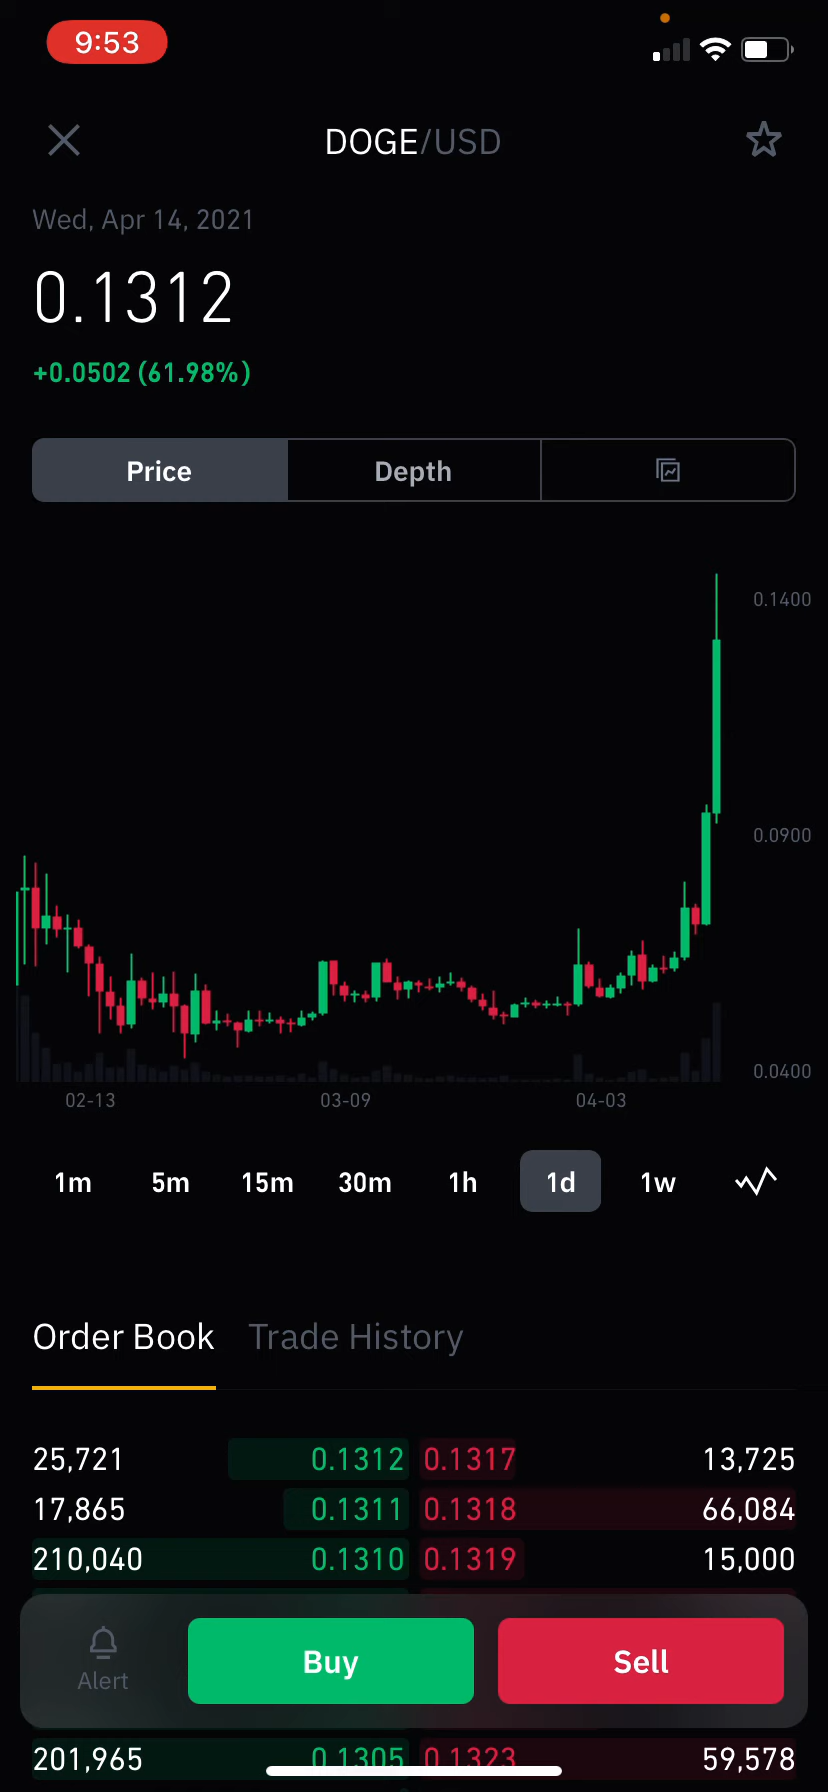 9:53
DOGE/USD
Wed, Apr 14, 2021
0.1312
+0.0502 (61.98%)
Price Depth
0.1400
0.0900
0.0400
02-13 03-09 04-03
1m 5m 15m 30m 1h 1d 1w
Order Book Trade History
25,721 0.1312 0.1317 13,725
17,865 0.1311 0.1318 66,084
210,040 0.1310 0.1319 15,000
Alert Buy Sell
201,965 0.1305 0.1323 59,578